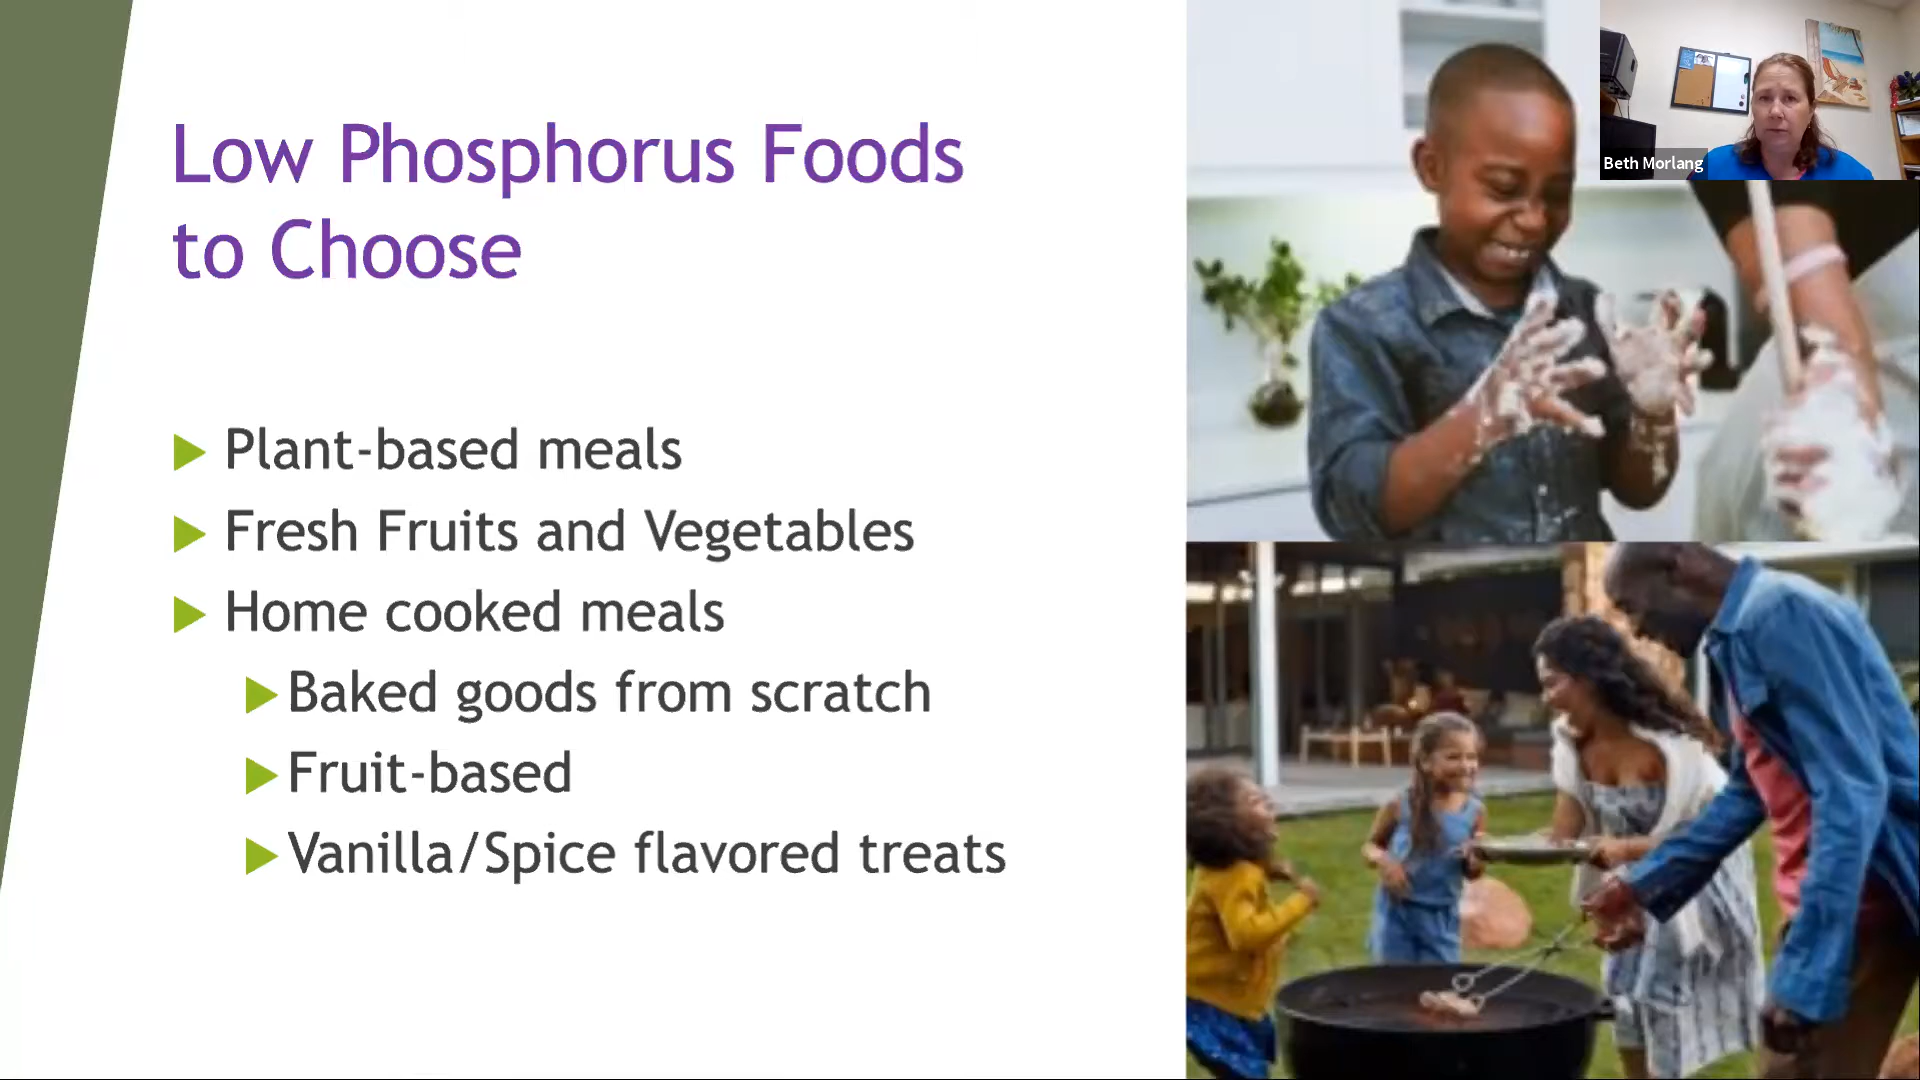 Low Phosphorus Foods
to Choose
Plant-based meals
Fresh Fruits and Vegetables
Home cooked meals
Baked goods from scratch
Fruit-based
Vanilla/Spice flavored treats
Beth Morlang